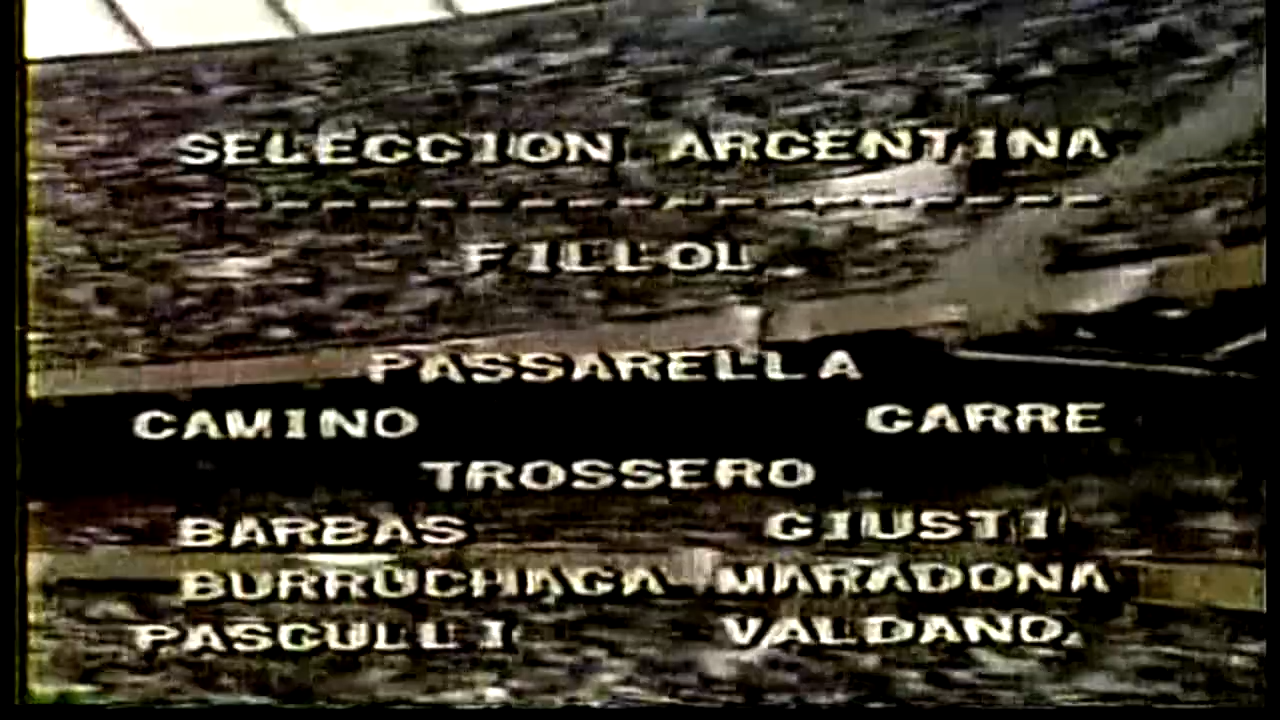 SELECCION ARGENTINA
-----------------
FILLOL
PASSARELLA
CAMINO GARRE
TROSSERO
BARBAS GIUSTI
BURRUCHAGA MARADONA
PASCULLI VALDANO.